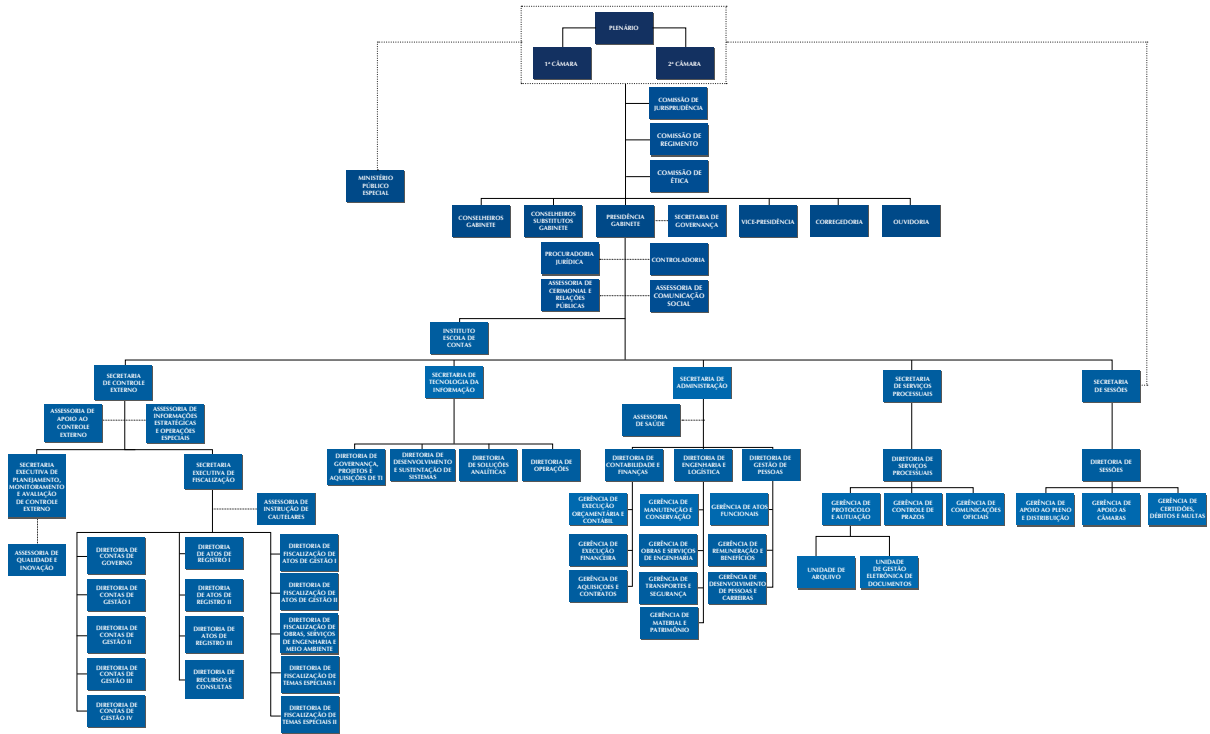 PLENÁRIO
1ª CÂMARA
2ª CÂMARA
COMISSÃO DE
JURISPRUDÊNCIA
COMISSÃO DE
REGIMENTO
COMISSÃO DE
ÉTICA
MINISTÉRIO
PÚBLICO
ESPECIAL
CONSELHEIROS
GABINETE
CONSELHEIROS
SUBSTITUTOS
GABINETE
PRESIDÊNCIA
GABINETE
SECRETARIA DE
GOVERNANÇA
VICE-PRESIDÊNCIA
CORREGEDORIA
OUVIDORIA
PROCURADORIA
JURÍDICA
CONTROLADORIA
ASSESSORIA DE
CERIMONIAL E
RELAÇÕES
PÚBLICAS
ASSESSORIA DE
COMUNICAÇÃO
SOCIAL
INSTITUTO
ESCOLA DE
CONTAS
SECRETARIA
DE CONTROLE
EXTERNO
SECRETARIA DE
TECNOLOGIA DA
INFORMAÇÃO
SECRETARIA DE
ADMINISTRAÇÃO
SECRETARIA
DE SERVIÇOS
PROCESSUAIS
SECRETARIA
DE SESSÕES
ASSESSORIA DE
APOIO AO
CONTROLE
EXTERNO
ASSESSORIA DE
INFORMAÇÕES
ESTRATÉGICAS
E OPERAÇÕES
ESPECIAIS
ASSESSORIA
DE SAÚDE
SECRETARIA
EXECUTIVA DE
PLANEJAMENTO,
MONITORAMENTO
E AVALIAÇÃO
DE CONTROLE
EXTERNO
SECRETARIA
EXECUTIVA DE
FISCALIZAÇÃO
DIRETORIA DE
GOVERNANÇA,
PROJETOS E
AQUISIÇÕES DE TI
DIRETORIA DE
DESENVOLVIMENTO
E SUSTENTAÇÃO DE
SISTEMAS
DIRETORIA
DE SOLUÇÕES
ANALÍTICAS
DIRETORIA DE
OPERAÇÕES
DIRETORIA DE
CONTABILIDADE E
FINANÇAS
DIRETORIA DE
ENGENHARIA E
LOGÍSTICA
DIRETORIA DE
GESTÃO DE
PESSOAS
DIRETORIA DE
SERVIÇOS
PROCESSUAIS
DIRETORIA DE
SESSÕES
ASSESSORIA DE
INSTRUÇÃO DE
CAUTELARES
GERÊNCIA DE
EXECUÇÃO
ORÇAMENTÁRIA E
CONTÁBIL
GERÊNCIA DE
MANUTENÇÃO E
CONSERVAÇÃO
GERÊNCIA DE ATOS
FUNCIONAIS
GERÊNCIA DE
PROTOCOLO
E AUTUAÇÃO
GERÊNCIA DE
CONTROLE DE
PRAZOS
GERÊNCIA DE
COMUNICAÇÕES
OFICIAIS
GERÊNCIA DE
APOIO AO PLENO
E DISTRIBUIÇÃO
GERÊNCIA DE
APOIO AS
CÂMARAS
GERÊNCIA DE
CERTIDÕES,
DÉBITOS E MULTAS
ASSESSORIA DE
QUALIDADE E
INOVAÇÃO
DIRETORIA DE
CONTAS DE
GOVERNO
DIRETORIA
DE ATOS DE
REGISTRO I
DIRETORIA DE
FISCALIZAÇÃO DE
ATOS DE GESTÃO I
GERÊNCIA DE
EXECUÇÃO
FINANCEIRA
GERÊNCIA DE
OBRAS E SERVIÇOS
DE ENGENHARIA
GERÊNCIA DE
REMUNERAÇÃO E
BENEFÍCIOS
UNIDADE DE
ARQUIVO
UNIDADE
DE GESTÃO
ELETRÔNICA DE
DOCUMENTOS
DIRETORIA
DE CONTAS DE
GESTÃO I
DIRETORIA
DE ATOS DE
REGISTRO II
DIRETORIA DE
FISCALIZAÇÃO DE
ATOS DE GESTÃO II
GERÊNCIA DE
AQUISIÇOES E
CONTRATOS
GERÊNCIA DE
TRANSPORTES E
SEGURANÇA
GERÊNCIA DE
DESENVOLVIMENTO
DE PESSOAS E
CARREIRAS
GERÊNCIA DE
MATERIAL E
PATRIMÔNIO
DIRETORIA DE
CONTAS DE
GESTÃO II
DIRETORIA DE
ATOS DE
REGISTRO III
DIRETORIA DE
FISCALIZAÇÃO DE
OBRAS, SERVIÇOS
DE ENGENHARIA E
MEIO AMBIENTE
DIRETORIA DE
CONTAS DE
GESTÃO III
DIRETORIA DE
RECURSOS E
CONSULTAS
DIRETORIA DE
FISCALIZAÇÃO DE
TEMAS ESPECIAIS I
DIRETORIA DE
CONTAS DE
GESTÃO IV
DIRETORIA DE
FISCALIZAÇÃO DE
TEMAS ESPECIAIS II